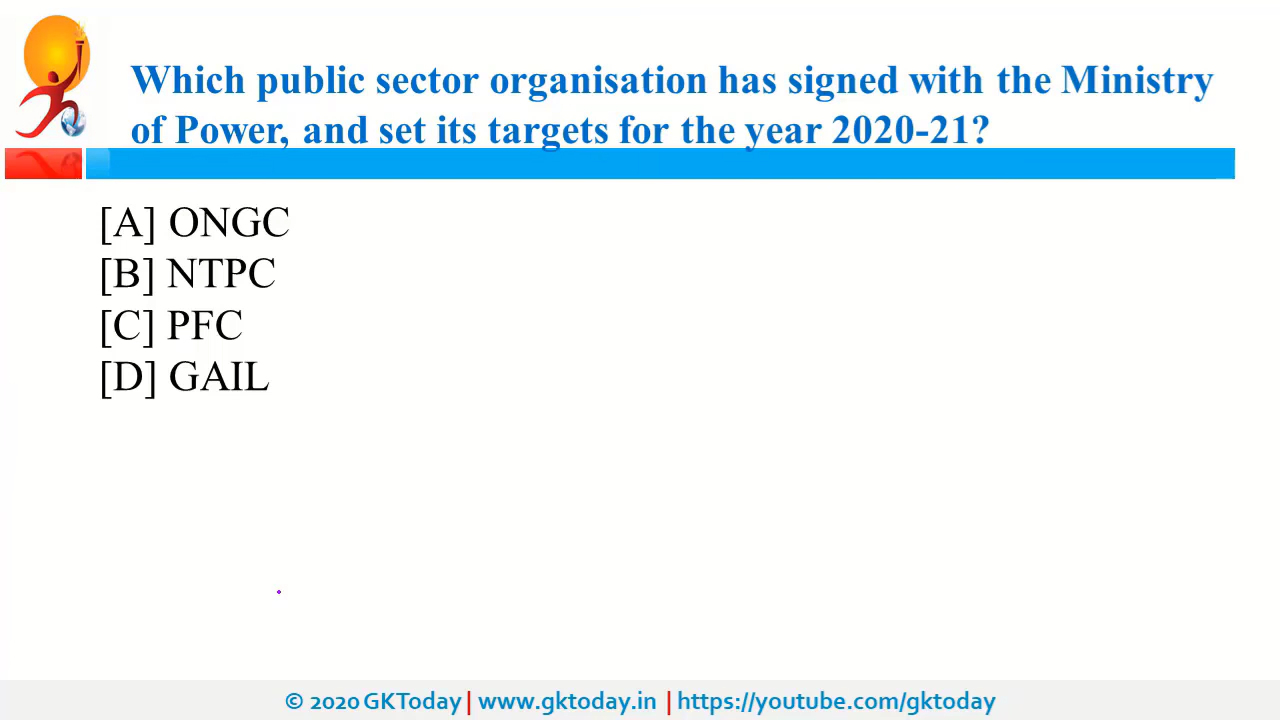 Which public sector organisation has signed with the Ministry
of Power, and set its targets for the year 2020-21?
[A] ONGC
[B] NTPC
[C] PFC
[D] GAIL
© 2020 GKToday | www.gktoday.in | https://youtube.com/gktoday